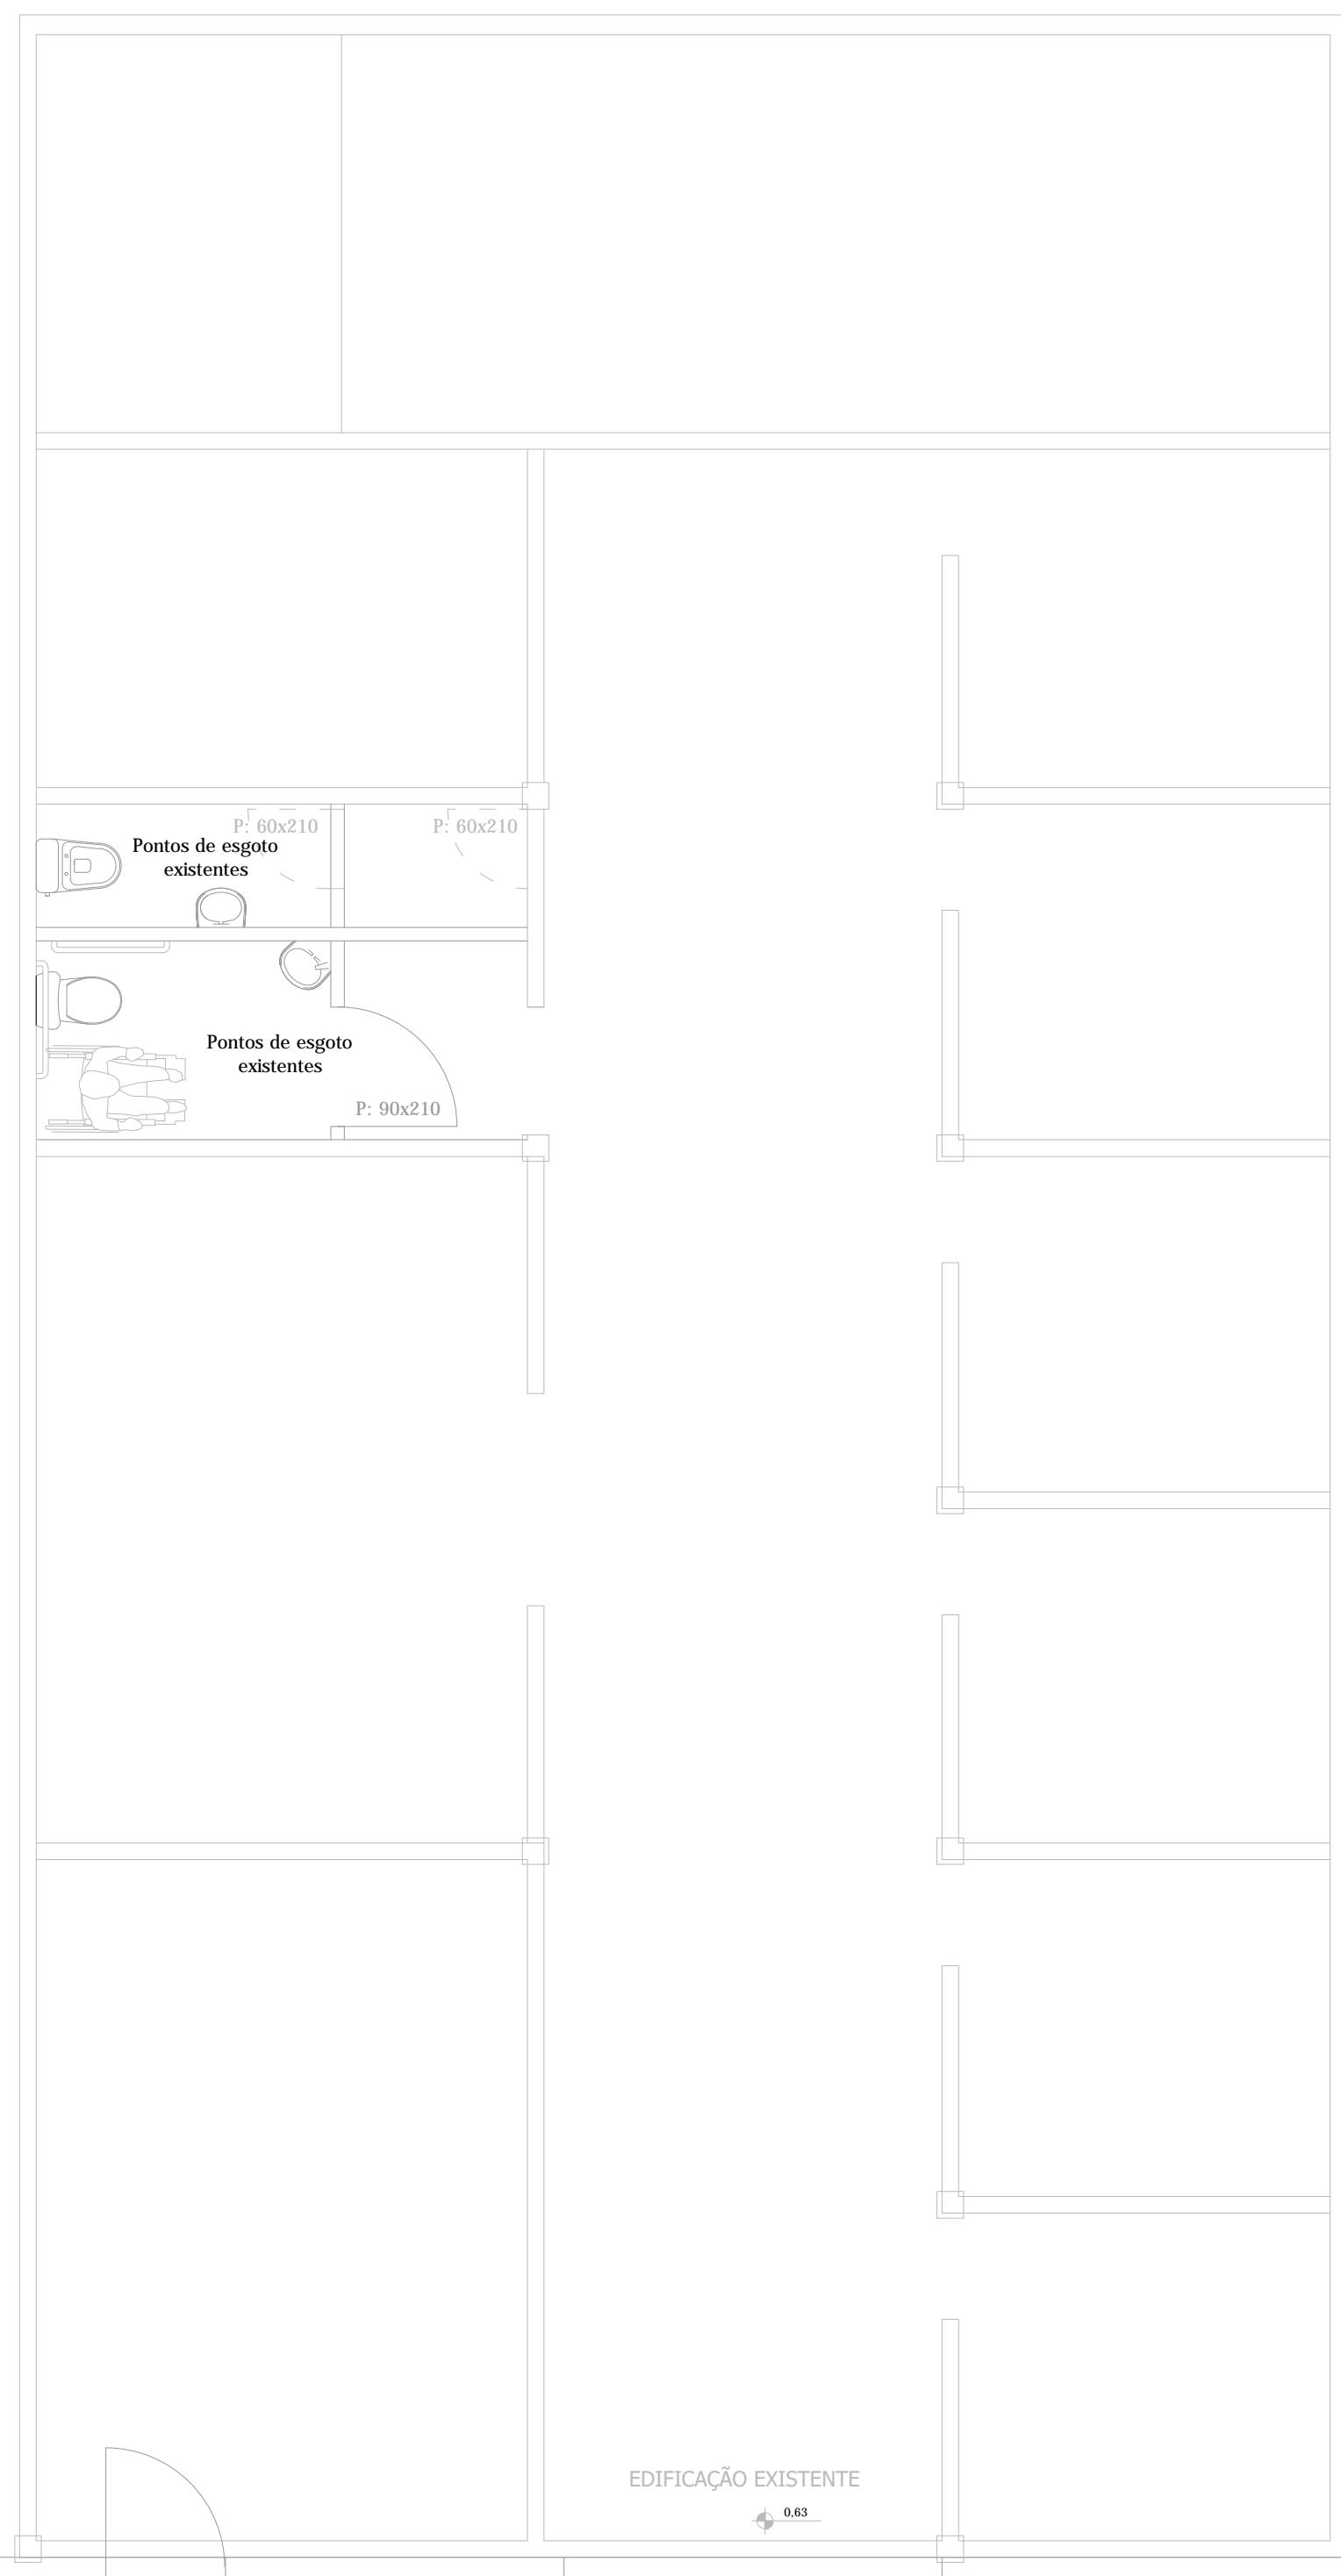 P: 60x210
P: 60x210
Pontos de esgoto
existentes
Pontos de esgoto
existentes
P: 90x210
EDIFICAÇÃO EXISTENTE
0,63